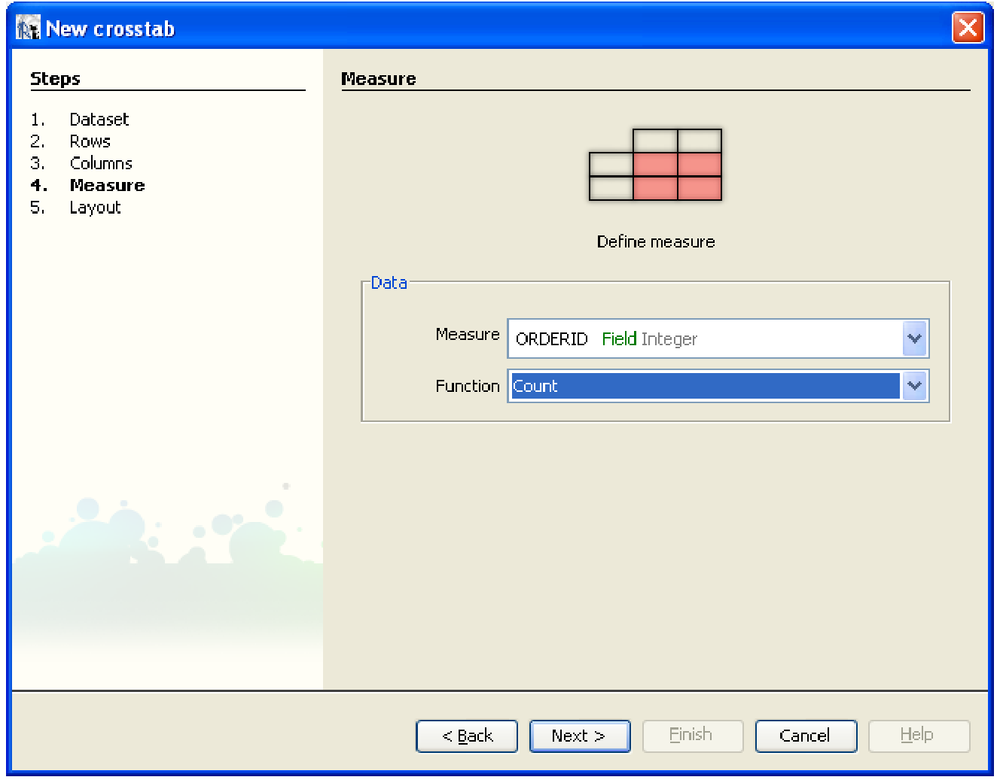 New crosstab
Steps
1. Dataset
2. Rows
3. Columns
4. Measure
5. Layout
Measure
Define measure
Data
Measure ORDERID Field Integer
Function Count
< Back Next > Finish Cancel Help